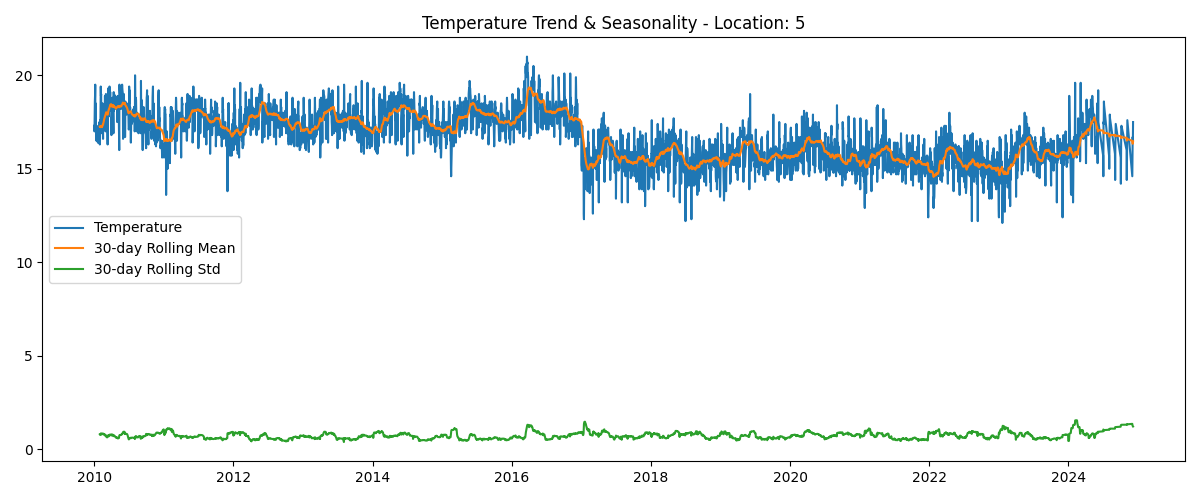 Temperature Trend & Seasonality - Location: 5
20
15
10
5
0
Temperature
30-day Rolling Mean
30-day Rolling Std
2010 2012 2014 2016 2018 2020 2022 2024